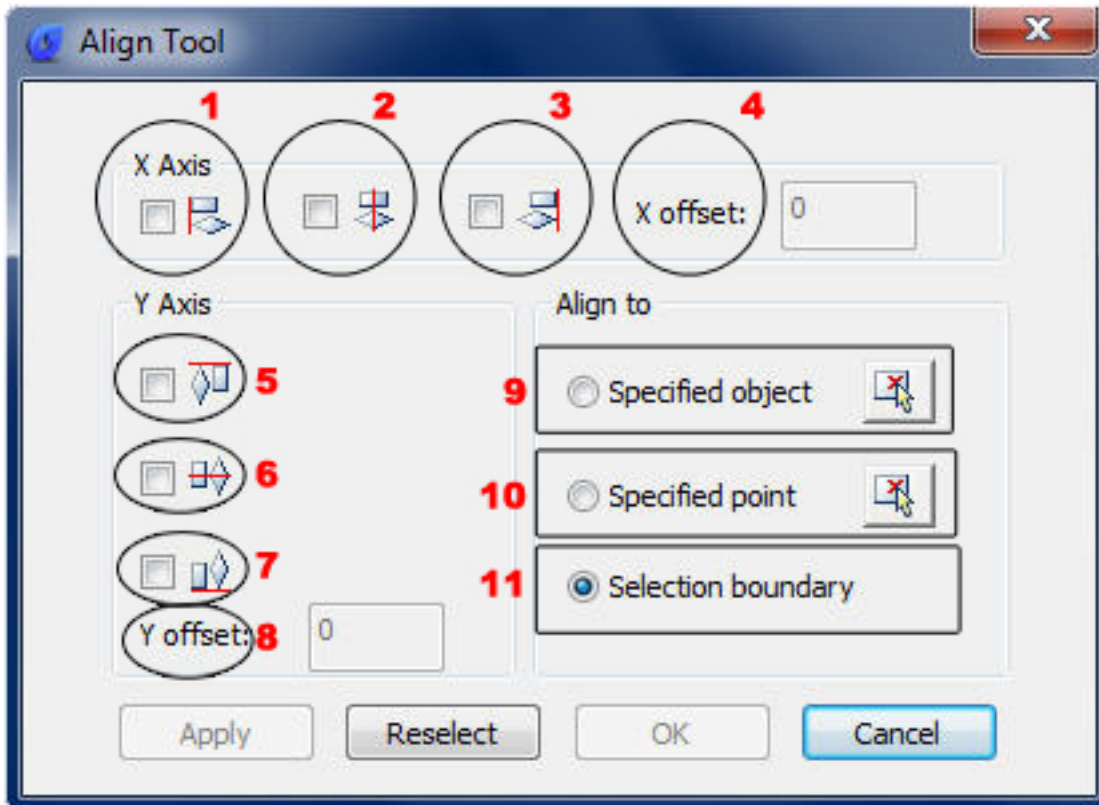 Align Tool
X
1 2 3 4
X Axis
X offset: 0
Y Axis
Align to
5
9 Specified object
6
10 Specified point
7
11 Selection boundary
Y offset: 8 0
Apply Reselect OK Cancel